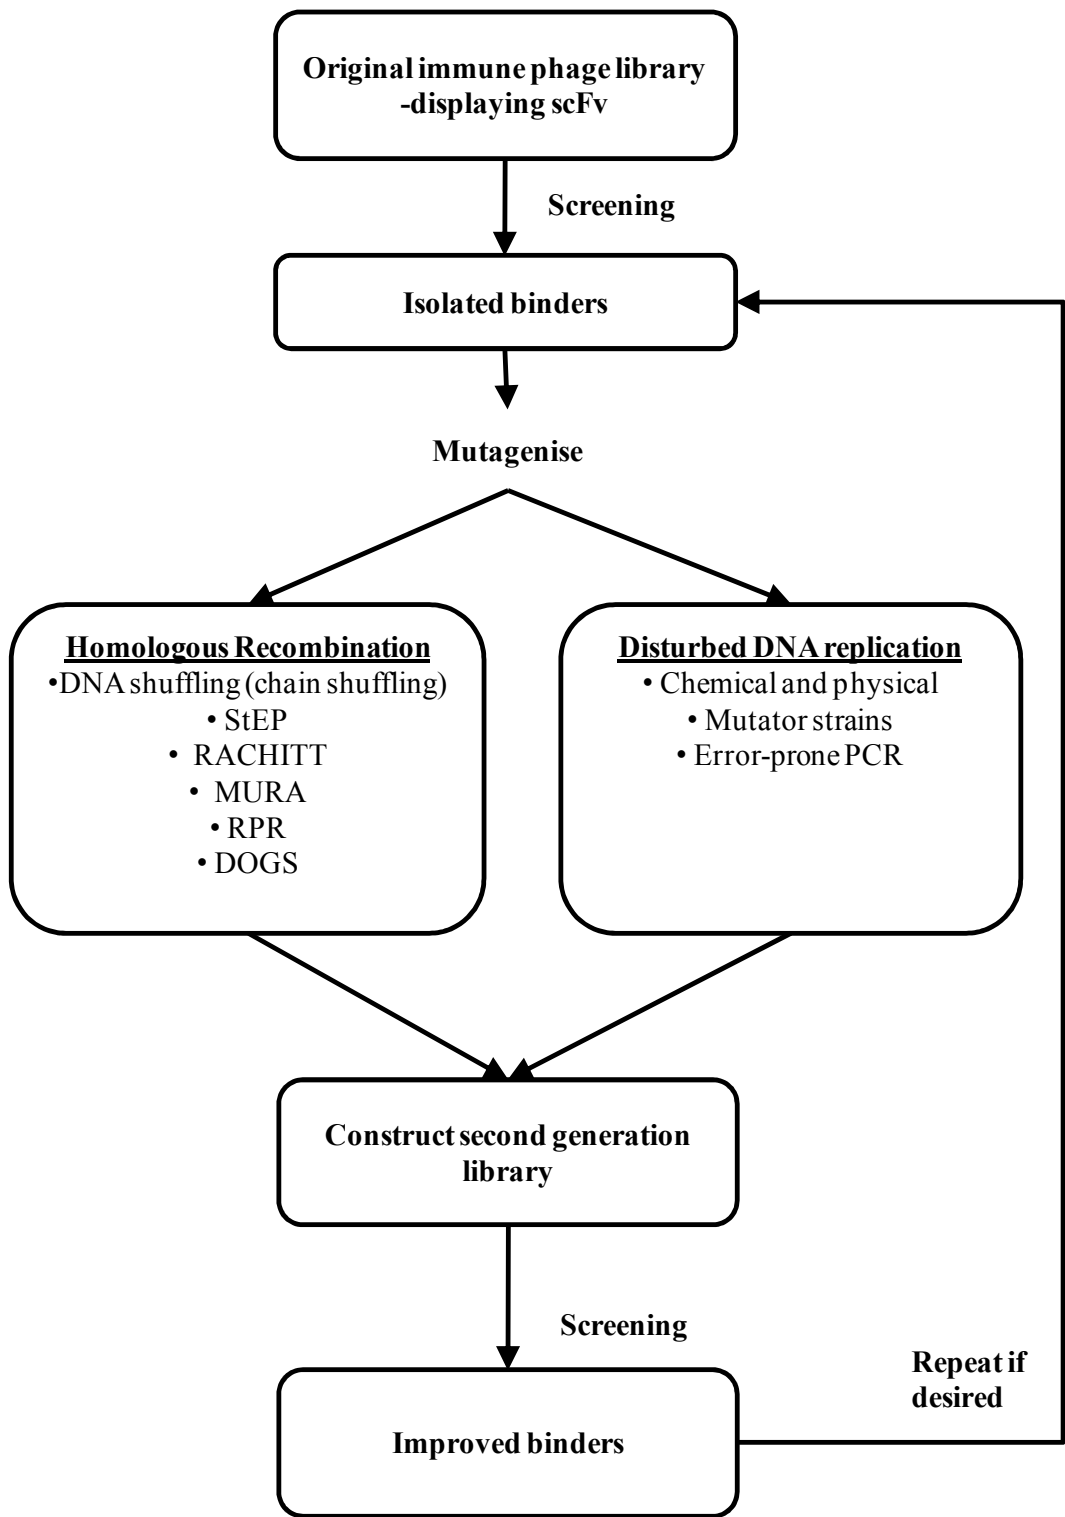 Original immune phage library
-displaying scFv
Screening
Isolated binders
Mutagenise
Homologous Recombination
•DNA shuffling (chain shuffling)
• StEP
• RACHITT
• MURA
• RPR
• DOGS
Disturbed DNA replication
• Chemical and physical
• Mutator strains
• Error-prone PCR
Construct second generation
library
Screening
Repeat if
desired
Improved binders